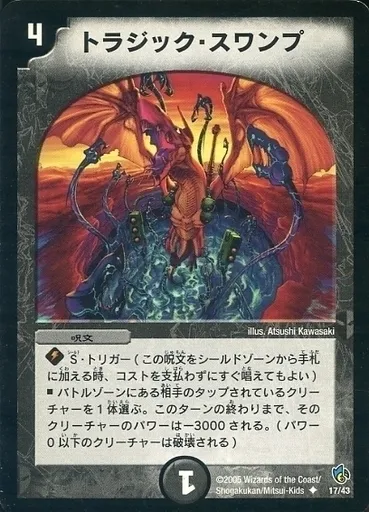 4
トラジック・スワンプ
illus. Atsushi Kawasaki
呪文
S・トリガー(この呪文をシールドゾーンから手札
に加える時、コストを支払わずにすぐ唱えてもよい)
■バトルゾーンにある相手のタップされているクリー
チャーを1体選ぶ。このターンの終わりまで、その
クリーチャーのパワーは−3000される。(パワー
0以下のクリーチャーは破壊される)
1
©2005 Wizards of the Coast/
Shogakukan/Mitsui-Kids ◆ 17/43